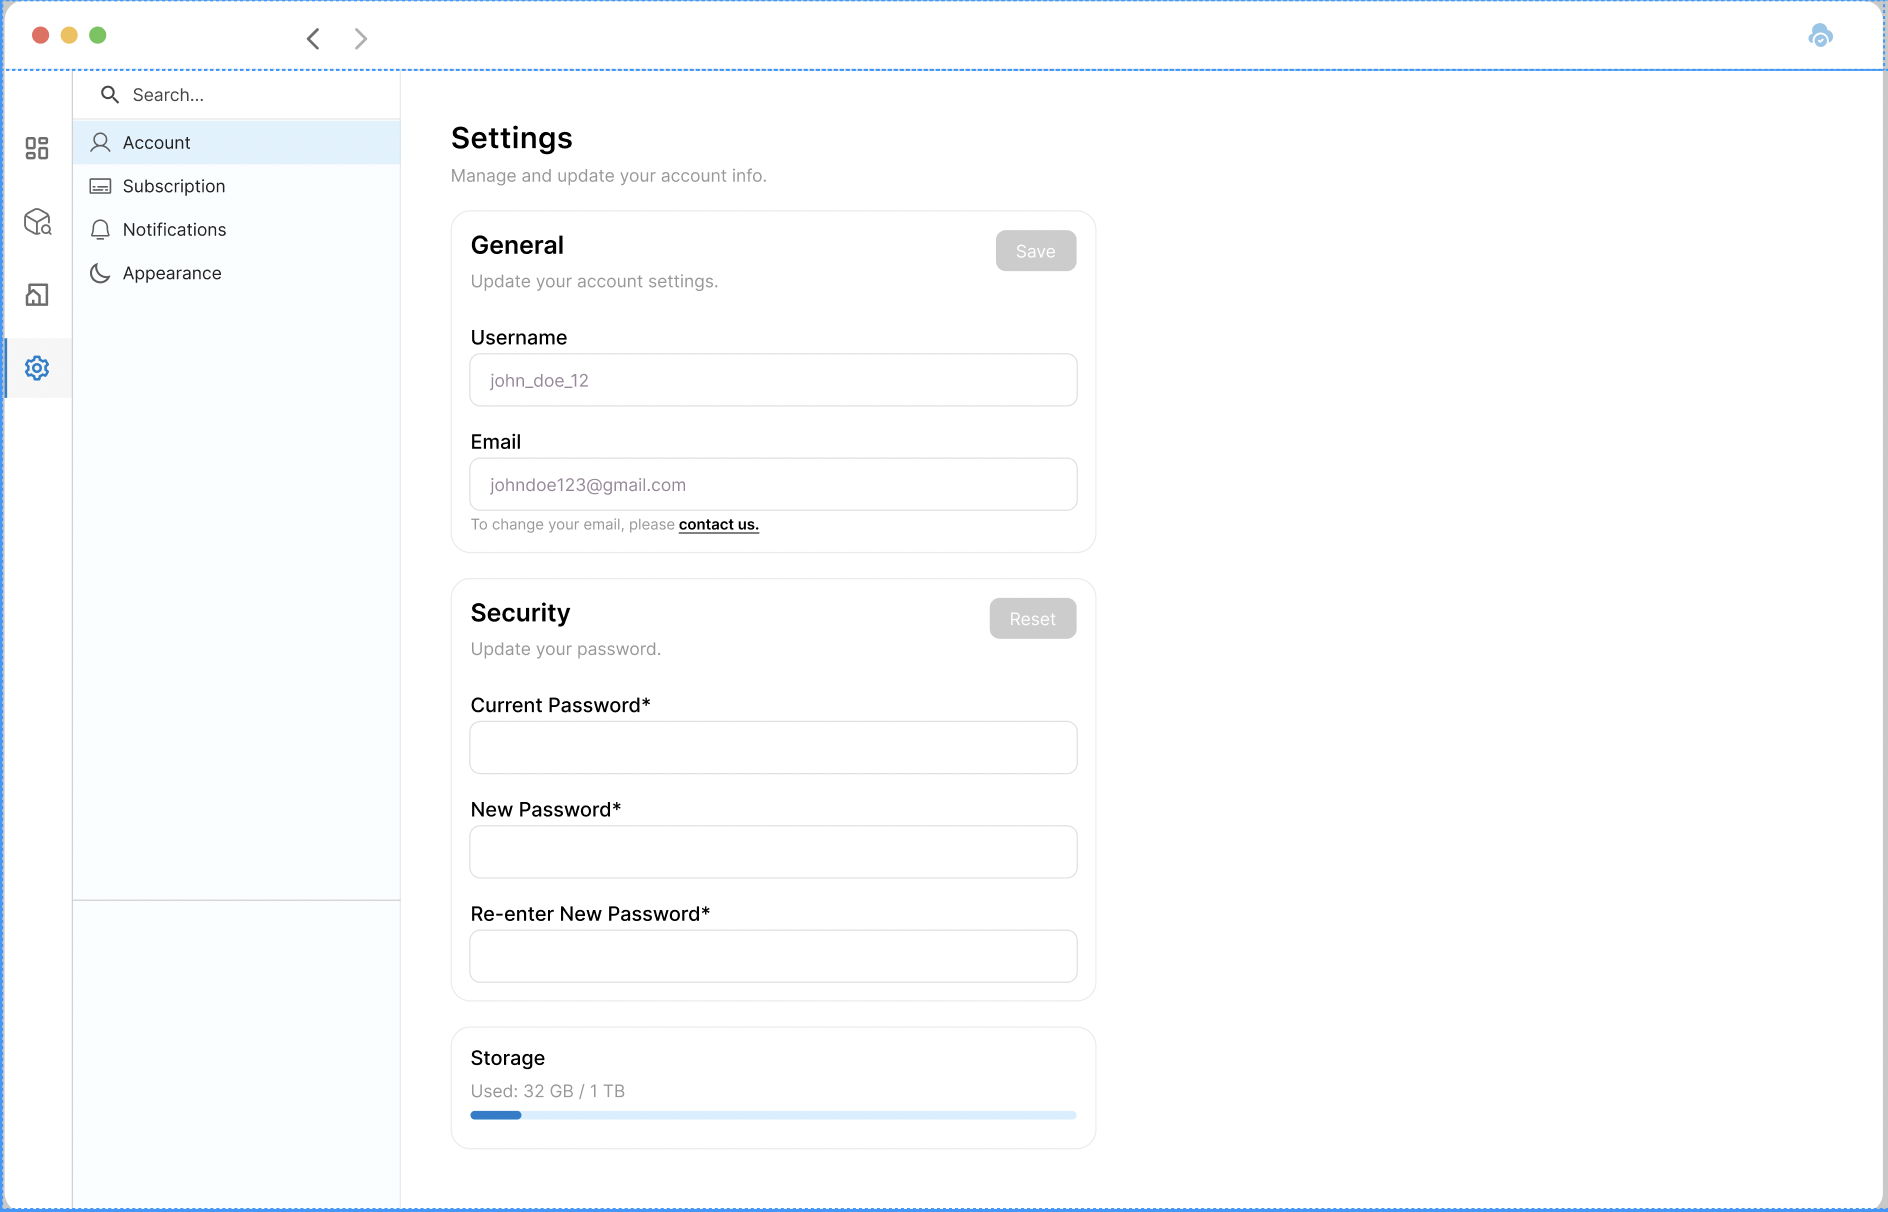 Search...
Account
Subscription
Notifications
Appearance
Settings
Manage and update your account info.
General
Save
Update your account settings.
Username
john_doe_12
Email
johndoe123@gmail.com
To change your email, please contact us.
Security
Reset
Update your password.
Current Password*
New Password*
Re-enter New Password*
Storage
Used: 32 GB / 1 TB